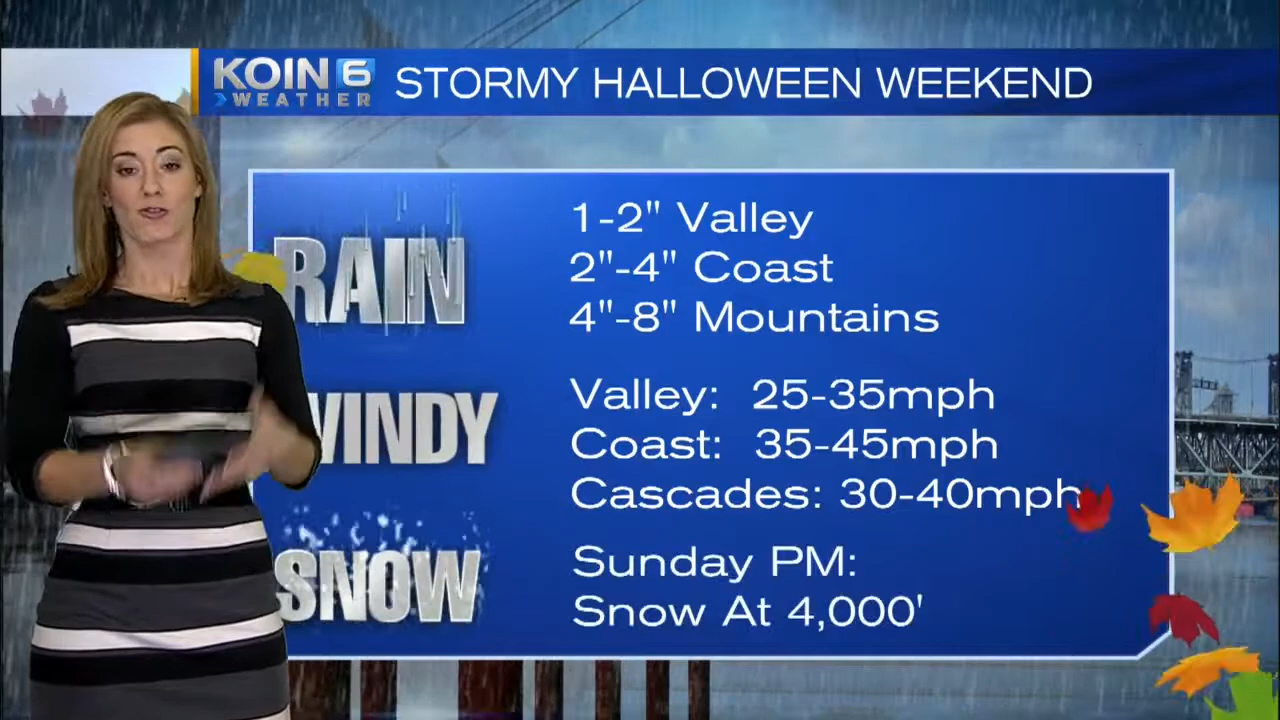 KOIN 6
WEATHER
STORMY HALLOWEEN WEEKEND
RAIN
1-2" Valley
2"-4" Coast
4"-8" Mountains
WINDY
Valley: 25-35mph
Coast: 35-45mph
Cascades: 30-40mph
SNOW
Sunday PM:
Snow At 4,000'